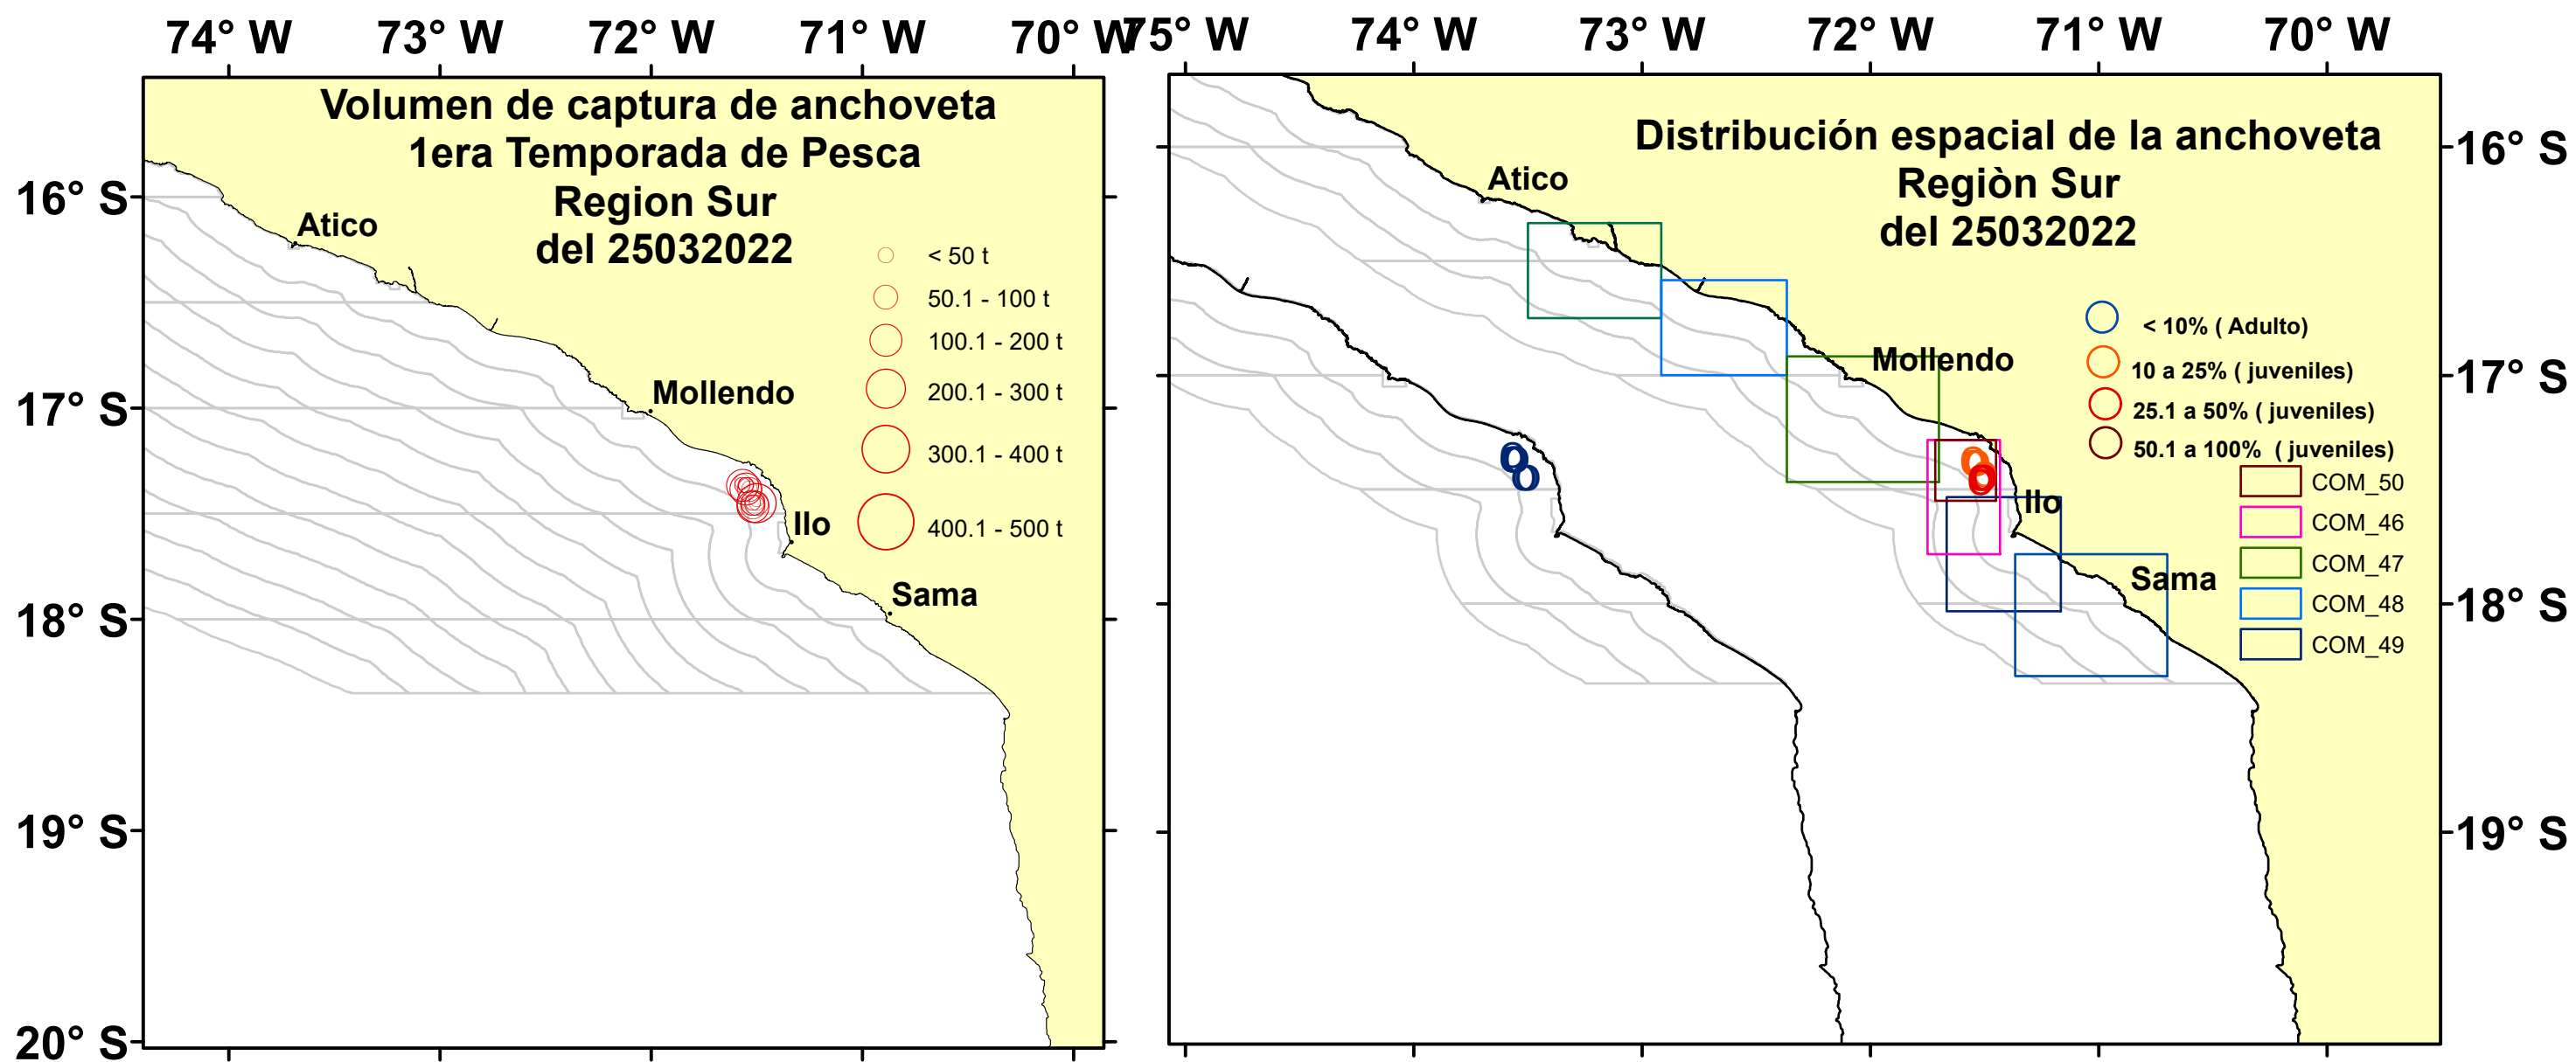 74° W 73° W 72° W 71° W 70° W
Volumen de captura de anchoveta
1era Temporada de Pesca
Region Sur
del 25032022
16° S
17° S
18° S
19° S
20° S
Atico
Mollendo
Ilo
Sama
< 50 t
50.1 - 100 t
100.1 - 200 t
200.1 - 300 t
300.1 - 400 t
400.1 - 500 t
75° W 74° W 73° W 72° W 71° W 70° W
Distribución espacial de la anchoveta
Regiòn Sur
del 25032022
16° S
17° S
18° S
19° S
Atico
Mollendo
Ilo
Sama
< 10% ( Adulto)
10 a 25% ( juveniles)
25.1 a 50% ( juveniles)
50.1 a 100% ( juveniles)
COM_50
COM_46
COM_47
COM_48
COM_49